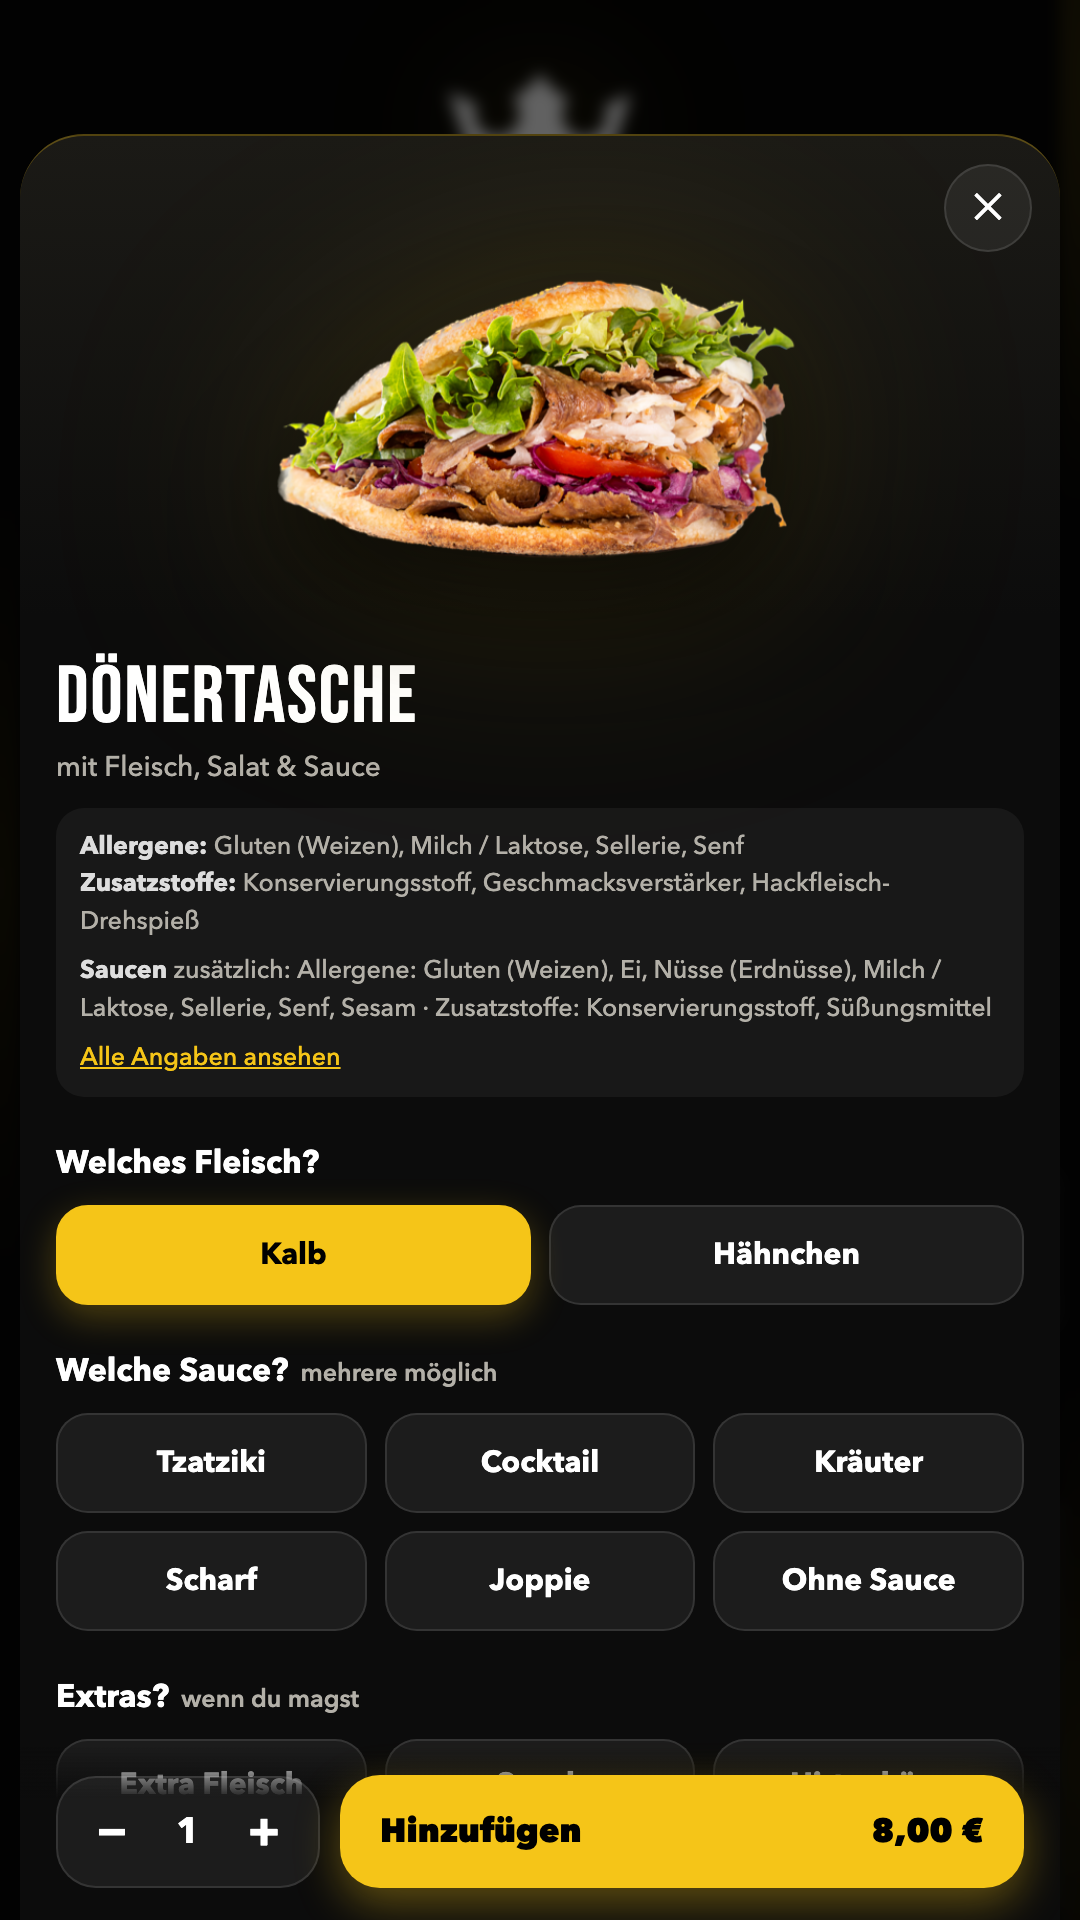 DÖNERTASCHE
mit Fleisch, Salat & Sauce
Allergene: Gluten (Weizen), Milch / Laktose, Sellerie, Senf
Zusatzstoffe: Konservierungsstoff, Geschmacksverstärker, Hackfleisch-
Drehspieß
Saucen zusätzlich: Allergene: Gluten (Weizen), Ei, Nüsse (Erdnüsse), Milch /
Laktose, Sellerie, Senf, Sesam · Zusatzstoffe: Konservierungsstoff, Süßungsmittel
Alle Angaben ansehen
Welches Fleisch?
Kalb Hähnchen
Welche Sauce? mehrere möglich
Tzatziki Cocktail Kräuter
Scharf Joppie Ohne Sauce
Extras? wenn du magst
Extra Fleisch
− 1 + Hinzufügen 8,00 €